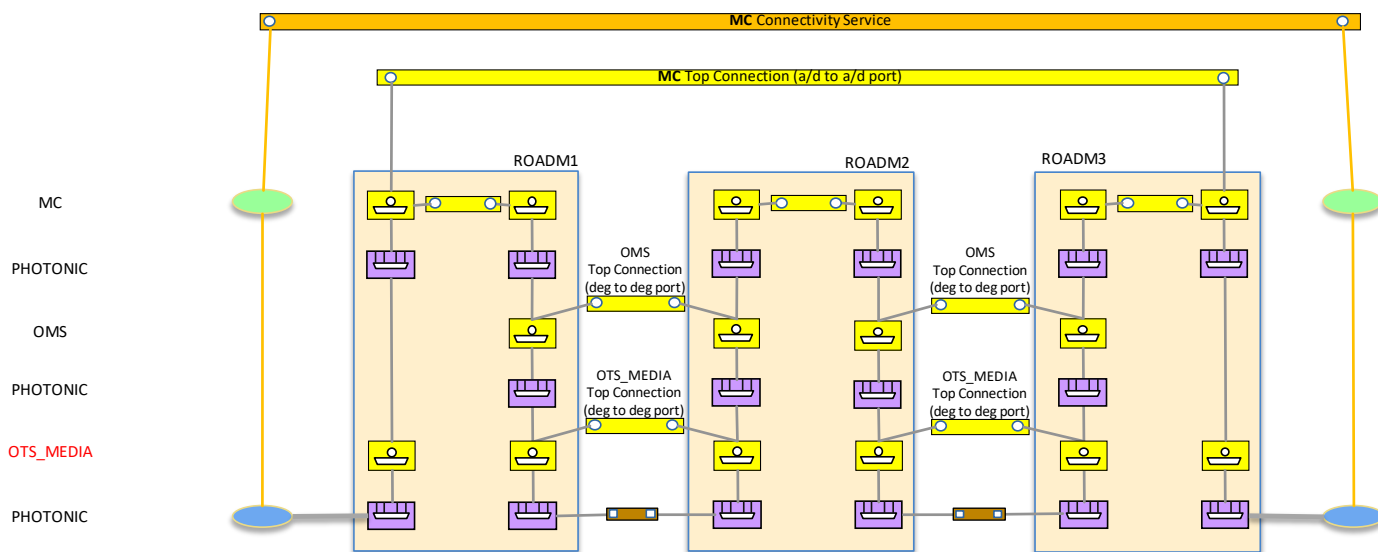 MC Connectivity Service
MC Top Connection (a/d to a/d port)
ROADM1
ROADM2
ROADM3
MC
PHOTONIC
OMS
Top Connection
(deg to deg port)
OMS
Top Connection
(deg to deg port)
OMS
PHOTONIC
OTS_MEDIA
Top Connection
(deg to deg port)
OTS_MEDIA
Top Connection
(deg to deg port)
OTS_MEDIA
PHOTONIC